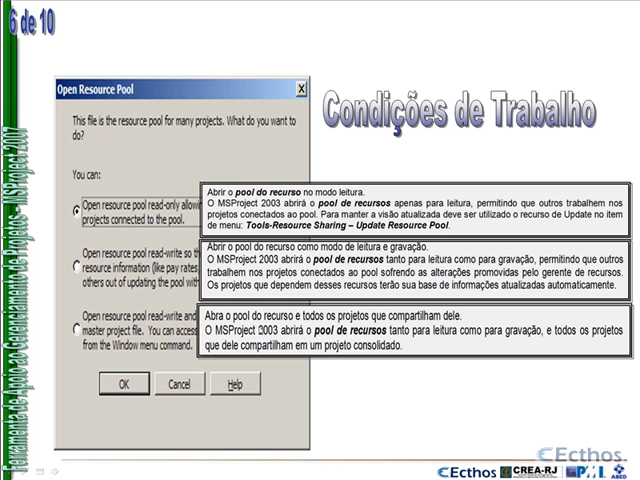 6 de 10
Ferramenta de Apoio ao Gerenciamento de Projetos – MSProject 2007
Condições de Trabalho
Open Resource Pool
This file is the resource pool for many projects. What do you want to
do?
You can:
Open resource pool read-only allowing
projects connected to the pool.
Abrir o pool do recurso no modo leitura.
O MSProject 2003 abrirá o pool de recursos apenas para leitura, permitindo que outros trabalhem nos
projetos conectados ao pool. Para manter a visão atualizada deve ser utilizado o recurso de Update no item
de menu: Tools-Resource Sharing – Update Resource Pool.
Open resource pool read-write so th
resource information (like pay rates
others out of updating the pool with
Abrir o pool do recurso como modo de leitura e gravação.
O MSProject 2003 abrirá o pool de recursos tanto para leitura como para gravação, permitindo que outros
trabalhem nos projetos conectados ao pool sofrendo as alterações promovidas pelo gerente de recursos.
Os projetos que dependem desses recursos terão sua base de informações atualizadas automaticamente.
Open resource pool read-write and
master project file. You can access
from the Window menu command.
Abra o pool do recurso e todos os projetos que compartilham dele.
O MSProject 2003 abrirá o pool de recursos tanto para leitura como para gravação, e todos os projetos
que dele compartilham em um projeto consolidado.
OK Cancel Help
Ecthos
Ecthos CREA-RJ PMI ABED